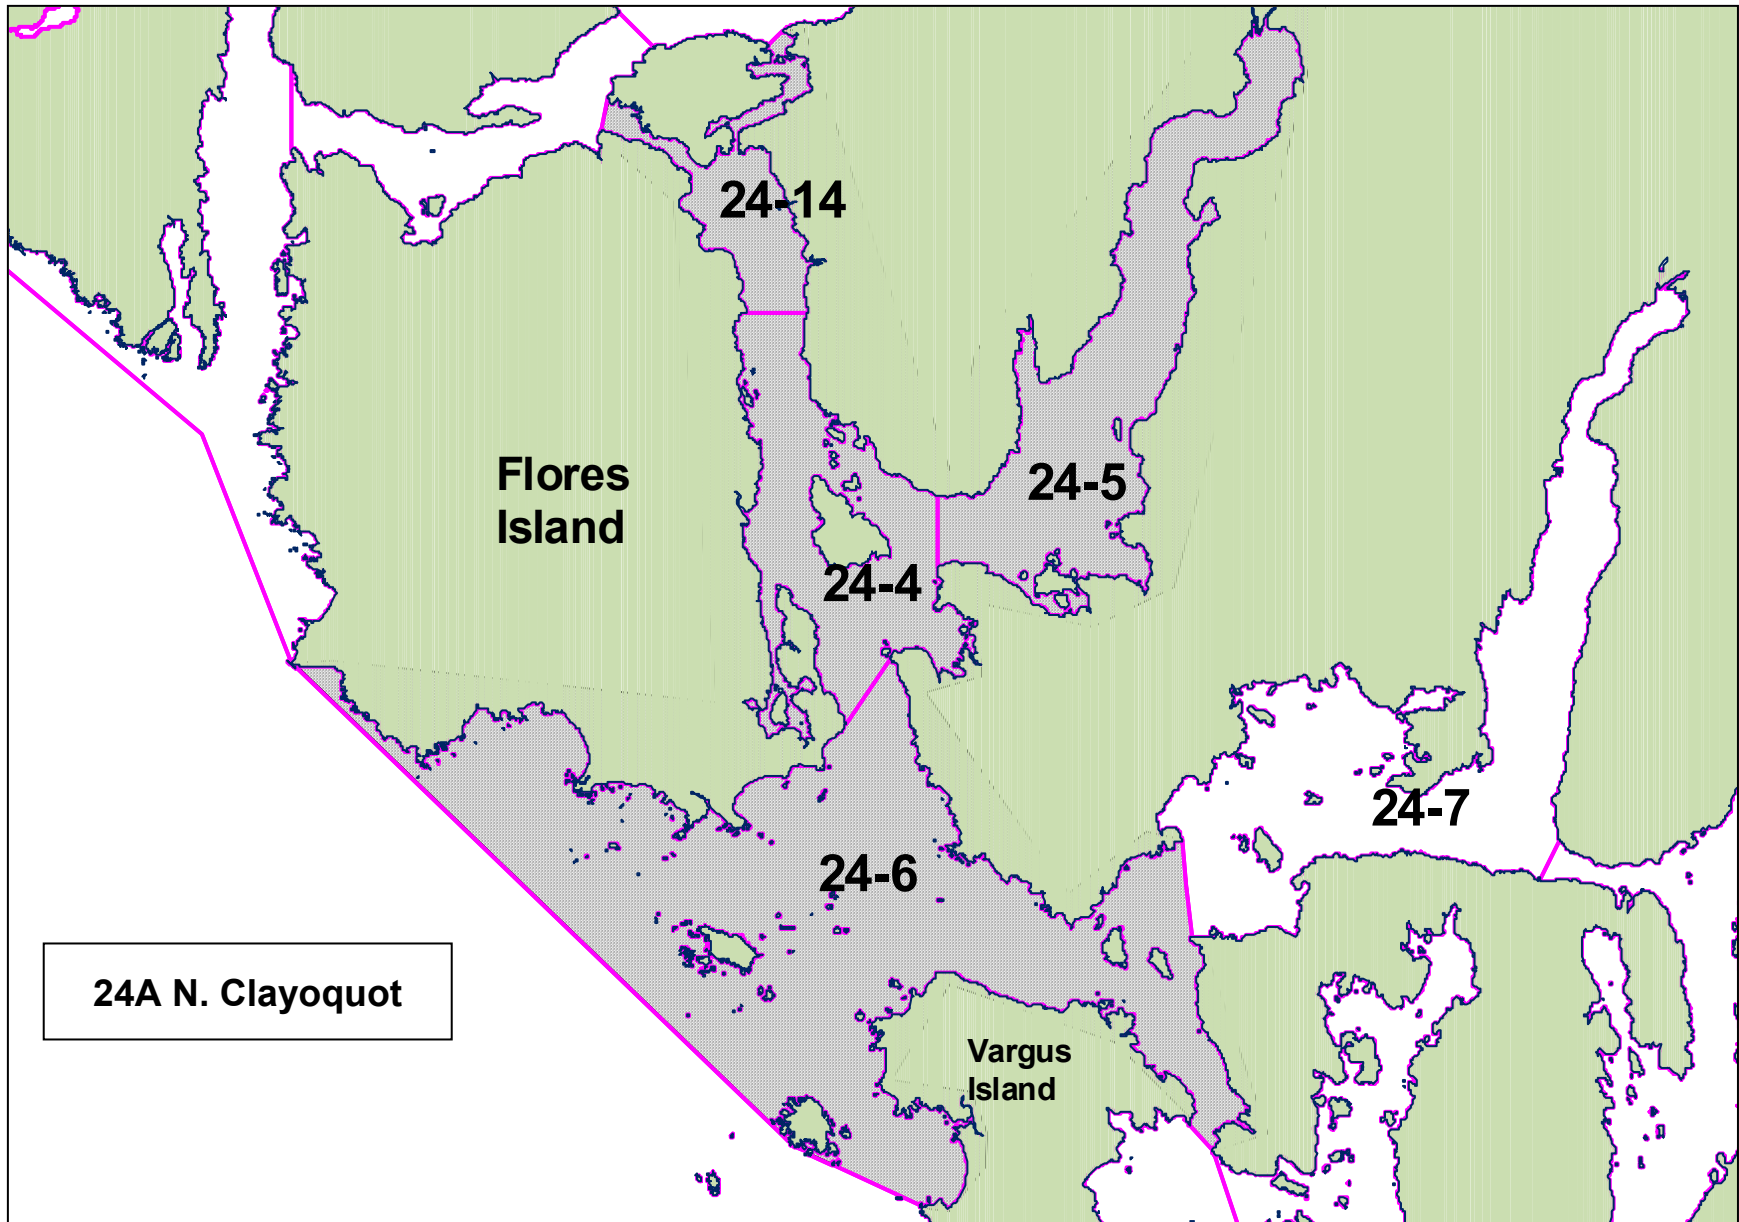 24-14
Flores
Island
24-5
24-4
24-7
24-6
24A N. Clayoquot
Vargus
Island